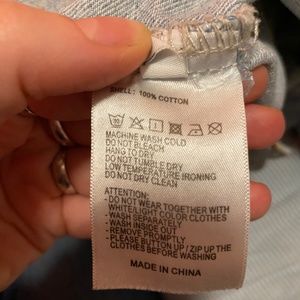 SHELL: 100% COTTON
MACHINE WASH COLD
DO NOT BLEACH
HANG TO DRY
DO NOT TUMBLE DRY
LOW TEMPERATURE IRONING
DO NOT DRY CLEAN
ATTENTION:
- DO NOT WEAR TOGETHER WITH
WHITE/LIGHT COLOR CLOTHES
- WASH SEPARATELY
- WASH INSIDE OUT
- REMOVE PROMPTLY
- PLEASE BUTTON UP / ZIP UP THE
CLOTHES BEFORE WASHING
MADE IN CHINA